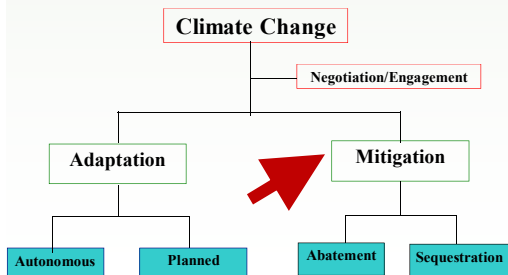 Climate Change
Negotiation/Engagement
Adaptation
Mitigation
Autonomous
Planned
Abatement
Sequestration